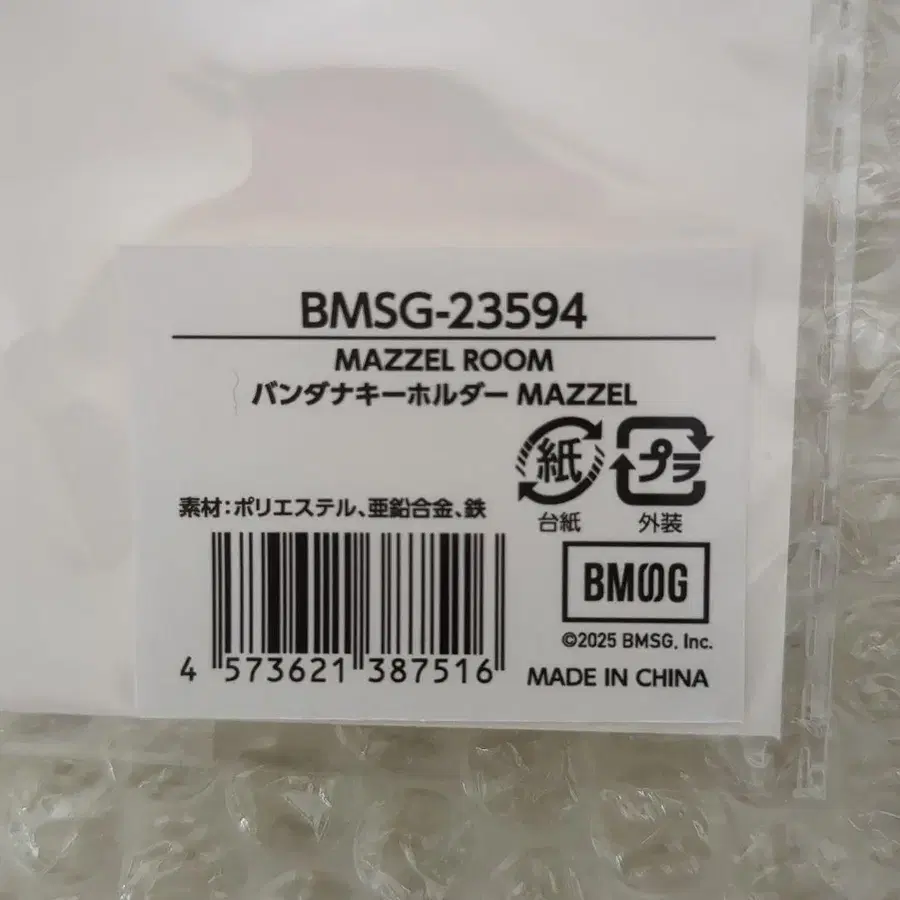 BMSG-23594
MAZZEL ROOM
バンダナキーホルダー MAZZEL
紙
プラ
素材：ポリエステル、亜鉛合金、鉄
台紙
外装
BMSG
©2025 BMSG, Inc.
4 573621 387516
MADE IN CHINA